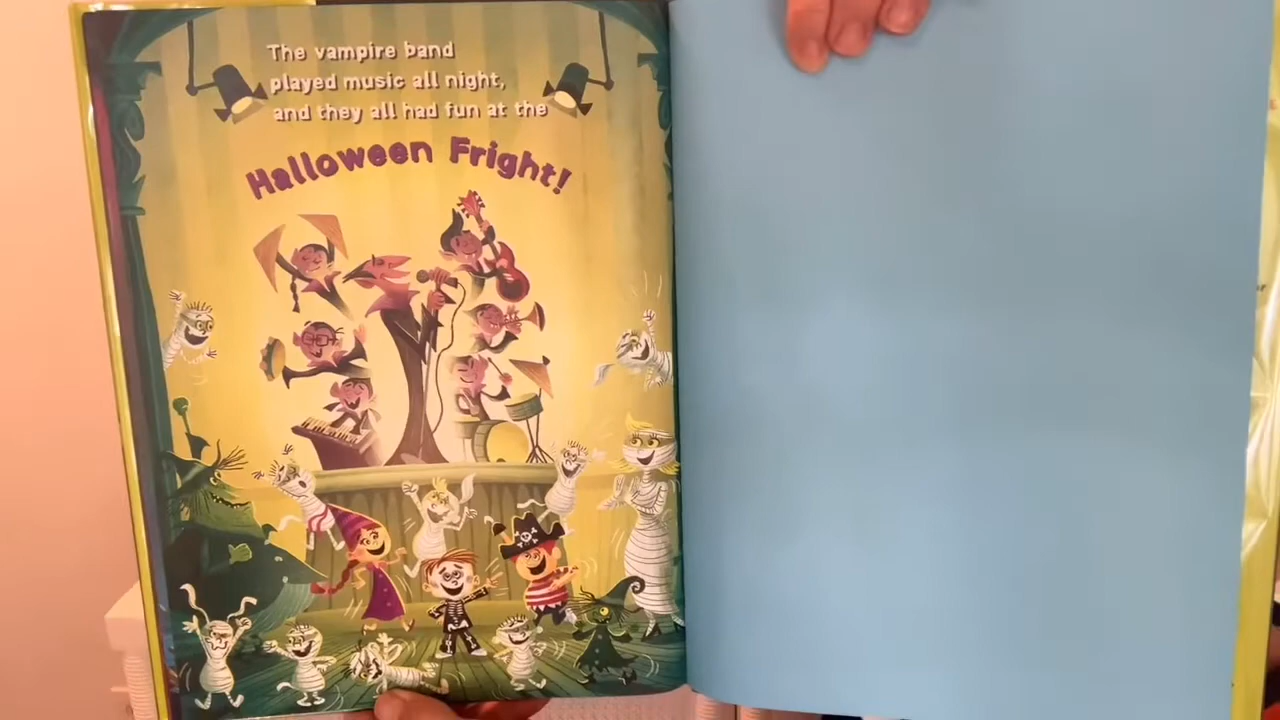 The vampire band
played music all night,
and they all had fun at the
Halloween Fright!